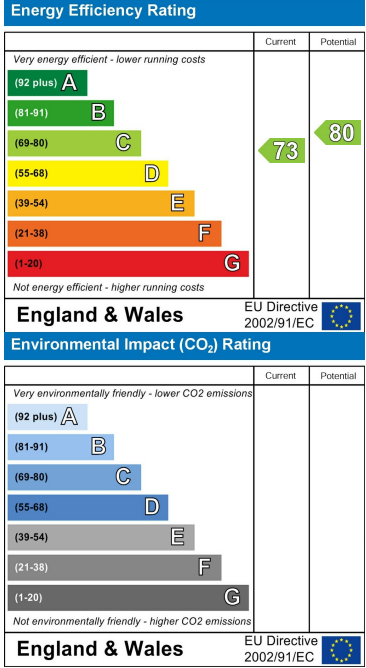 Energy Efficiency Rating
Current Potential
Very energy efficient - lower running costs
(92 plus) A
(81-91) B
(69-80) C
(55-68) D
(39-54) E
(21-38) F
(1-20) G
73
80
Not energy efficient - higher running costs
England & Wales
EU Directive
2002/91/EC
Environmental Impact (CO₂) Rating
Current Potential
Very environmentally friendly - lower CO2 emissions
(92 plus) A
(81-91) B
(69-80) C
(55-68) D
(39-54) E
(21-38) F
(1-20) G
Not environmentally friendly - higher CO2 emissions
England & Wales
EU Directive
2002/91/EC